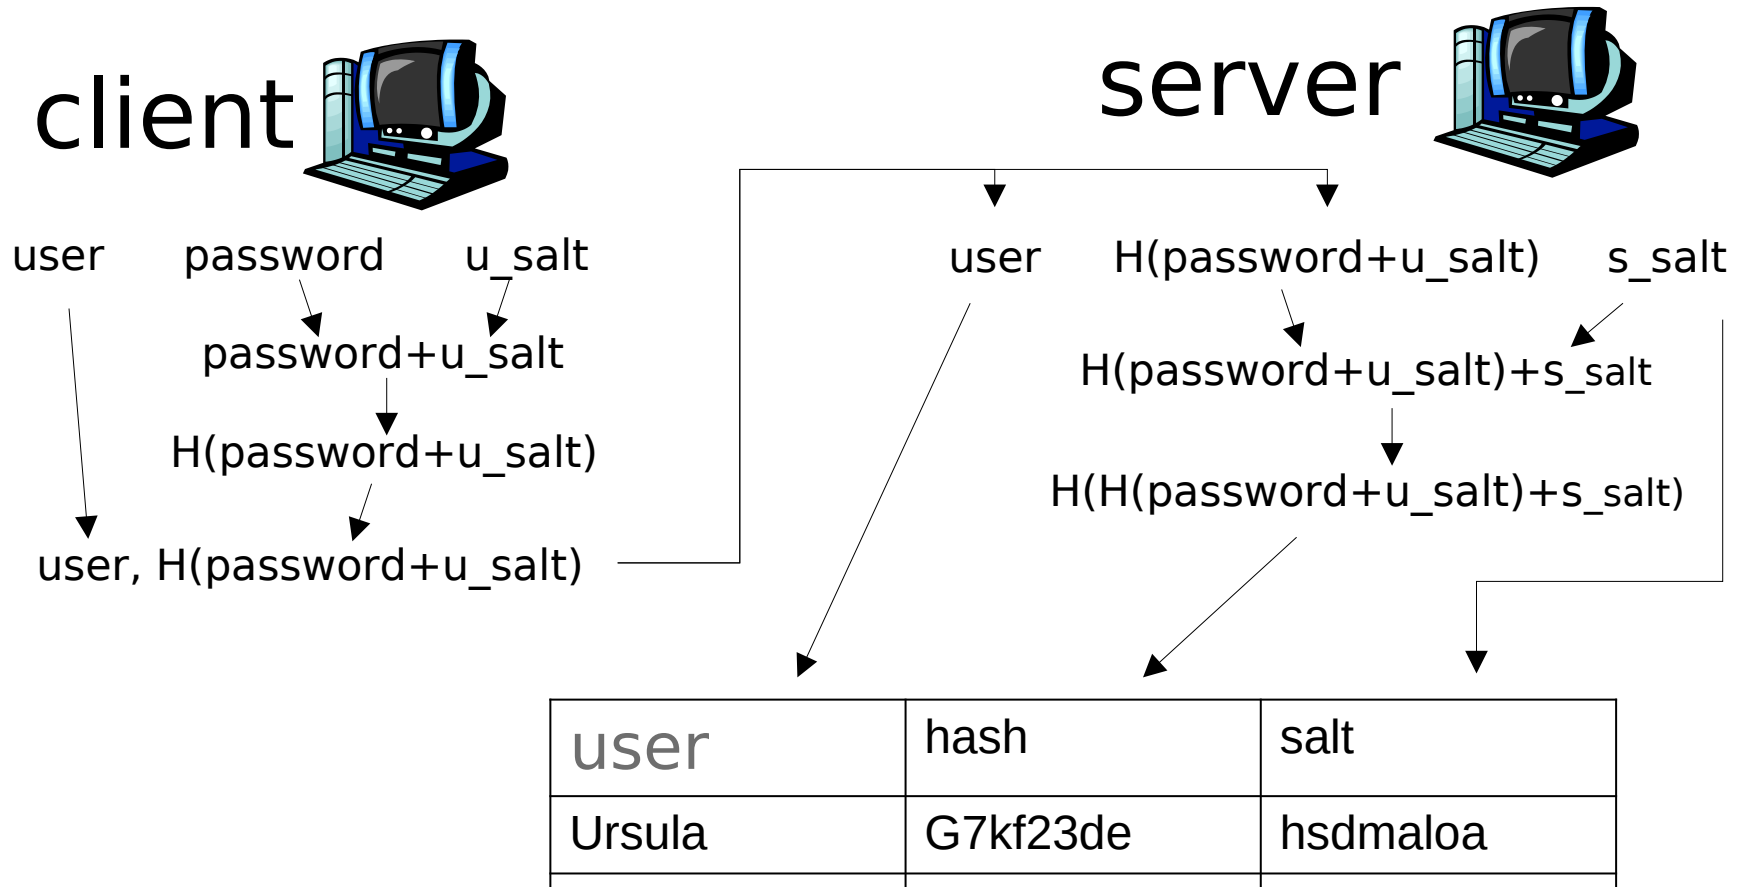 client
server
user password u_salt
password+u_salt
H(password+u_salt)
user, H(password+u_salt)
user H(password+u_salt) s_salt
H(password+u_salt)+s_salt
H(H(password+u_salt)+s_salt)
user hash salt
Ursula G7kf23de hsdmaloa